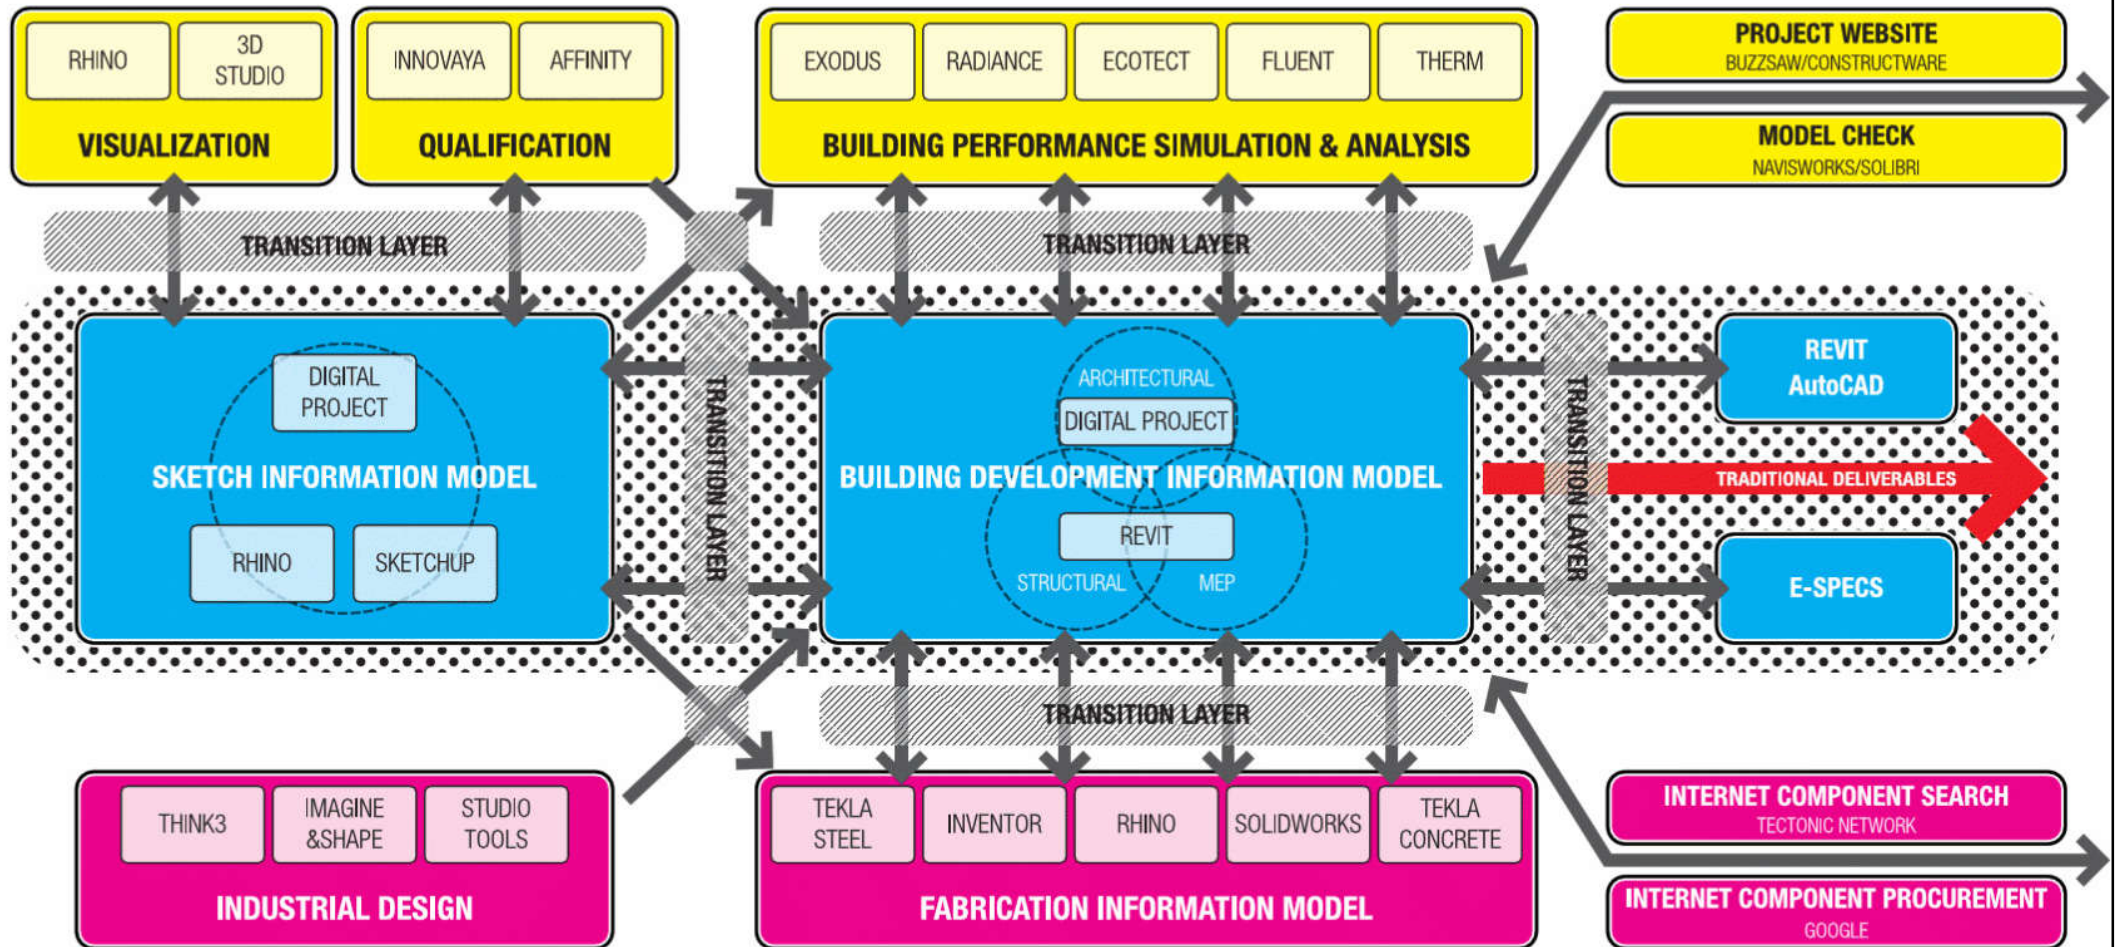 RHINO
3D
STUDIO
VISUALIZATION
INNOVAYA
AFFINITY
QUALIFICATION
EXODUS
RADIANCE
ECOTECT
FLUENT
THERM
BUILDING PERFORMANCE SIMULATION & ANALYSIS
PROJECT WEBSITE
BUZZSAW/CONSTRUCTWARE
MODEL CHECK
NAVISWORKS/SOLIBRI
TRANSITION LAYER
TRANSITION LAYER
DIGITAL
PROJECT
SKETCH INFORMATION MODEL
RHINO
SKETCHUP
TRANSITION LAYER
ARCHITECTURAL
DIGITAL PROJECT
BUILDING DEVELOPMENT INFORMATION MODEL
REVIT
STRUCTURAL
MEP
TRANSITION LAYER
REVIT
AutoCAD
TRADITIONAL DELIVERABLES
E-SPECS
TRANSITION LAYER
THINK3
IMAGINE
&SHAPE
STUDIO
TOOLS
INDUSTRIAL DESIGN
TEKLA
STEEL
INVENTOR
RHINO
SOLIDWORKS
TEKLA
CONCRETE
FABRICATION INFORMATION MODEL
INTERNET COMPONENT SEARCH
TECTONIC NETWORK
INTERNET COMPONENT PROCUREMENT
GOOGLE